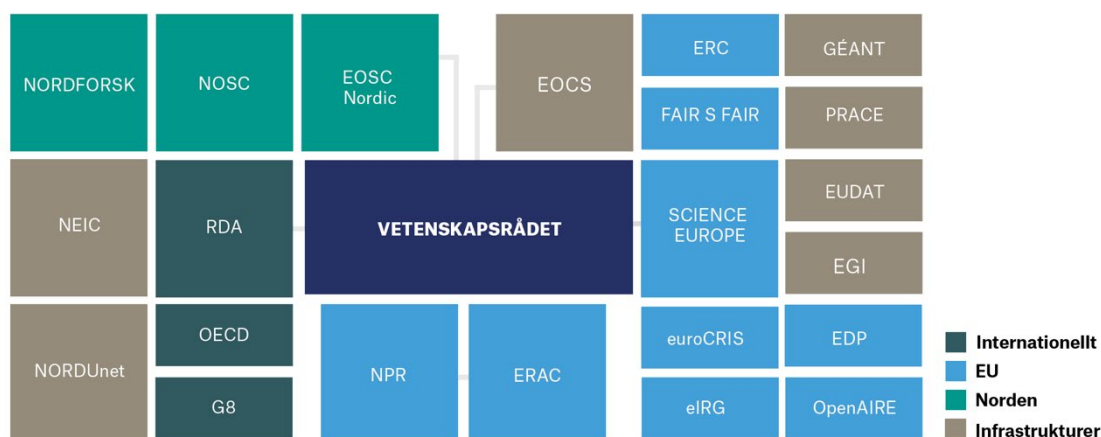 NORDFORSK
NOSC
EOSC
Nordic
EOCS
ERC
GÉANT
FAIR S FAIR
PRACE
NEIC
RDA
VETENSKAPSRÅDET
SCIENCE
EUROPE
EUDAT
EGI
NORDUnet
OECD
G8
NPR
ERAC
euroCRIS
EDP
eIRG
OpenAIRE
Internationellt
EU
Norden
Infrastrukturer